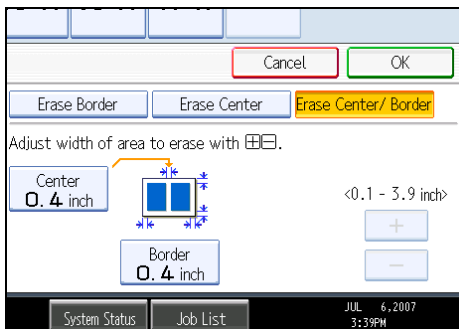 Cancel OK
Erase Border Erase Center Erase Center/ Border
Adjust width of area to erase with ⊞⊟.
Center
0.4 inch
<0.1 - 3.9 inch>
+
Border
0.4 inch
−
System Status Job List JUL 6,2007
3:39PM